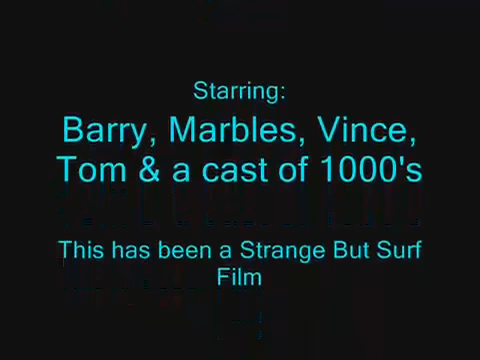 Starring:
Barry, Marbles, Vince,
Tom & a cast of 1000's
This has been a Strange But Surf
Film